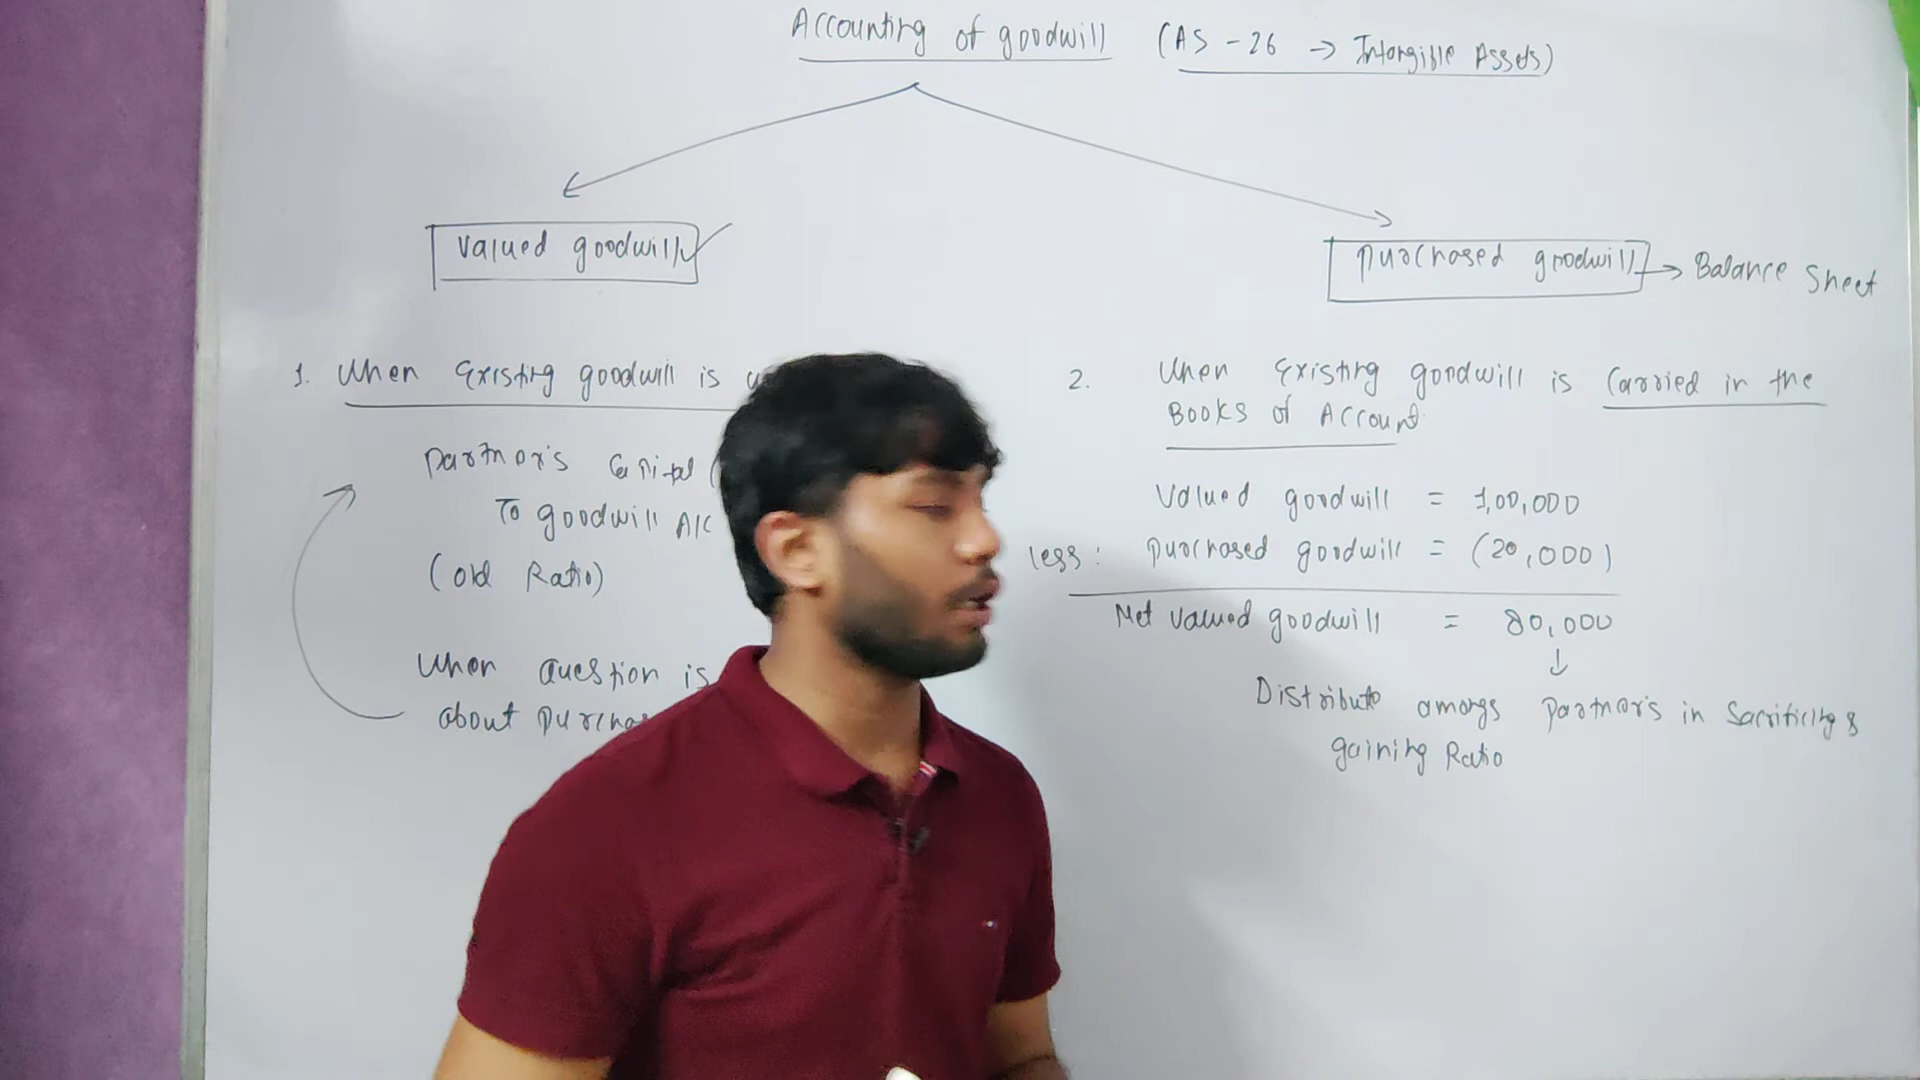 Accounting of goodwill (AS - 26 → Intangible Assets)
Valued goodwill
Purchased goodwill → Balance Sheet
1. When Existing goodwill is
Partner's Capital
To goodwill A/C
(Old Ratio)
When Question is
about
2. When Existing goodwill is Carried in the
Books of Account
Valued goodwill = 1,00,000
less: Purchased goodwill = (20,000)
Net Valued goodwill = 80,000
Distribute amongs Partner's in Sacrificing &
gaining Ratio